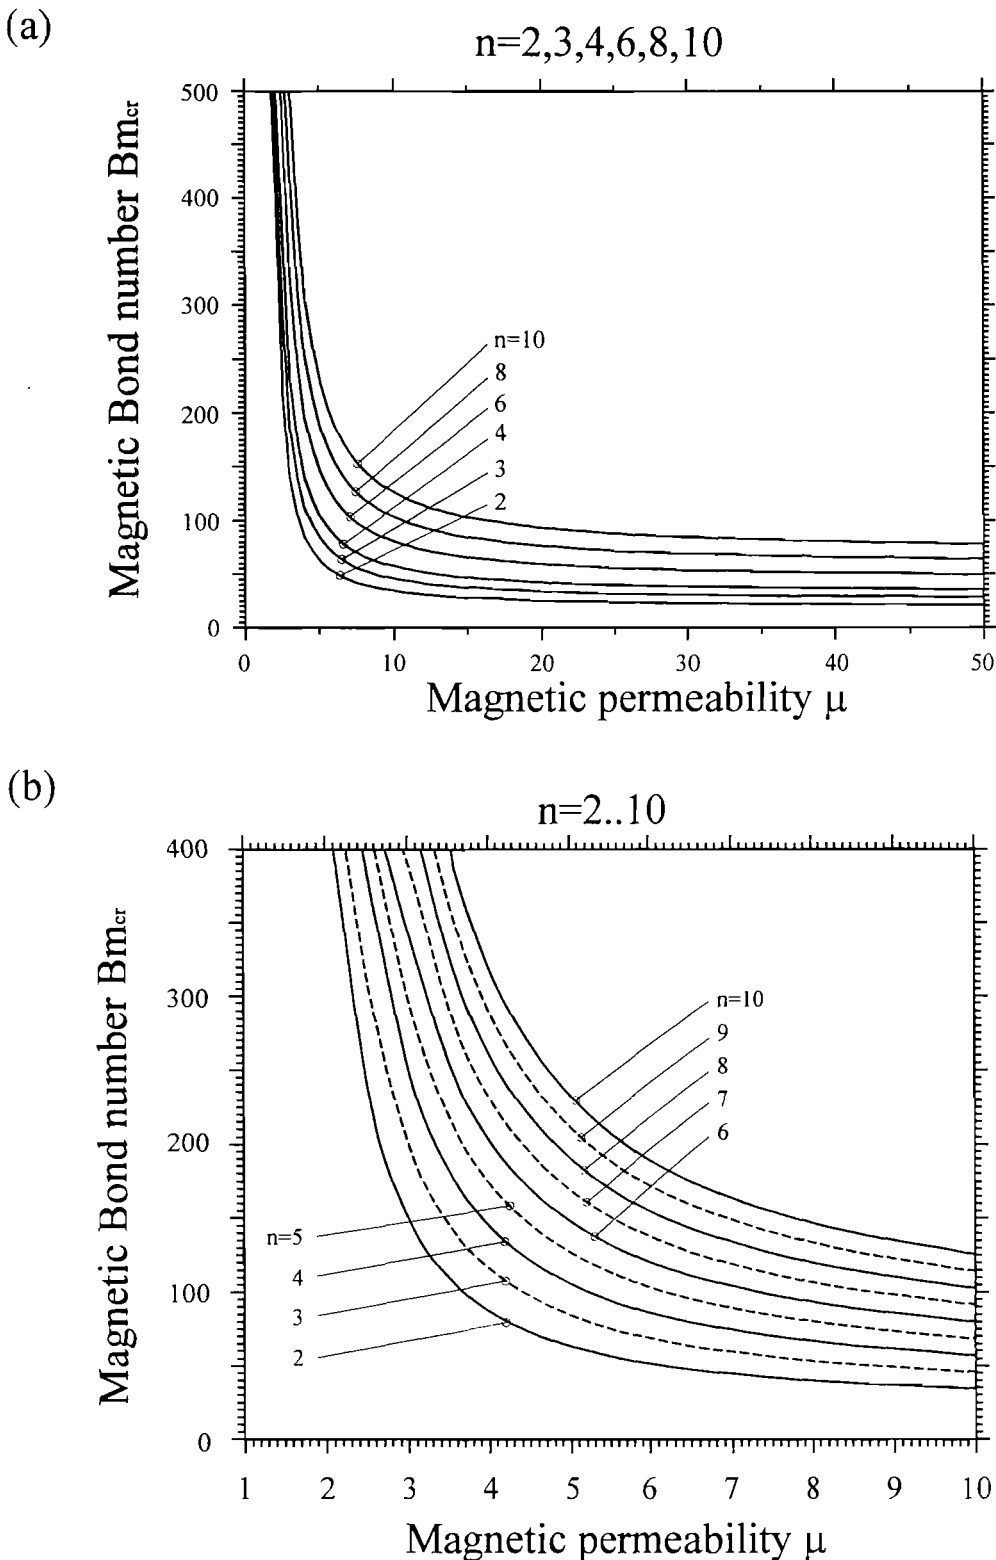 (a)
n=2,3,4,6,8,10
Magnetic Bond number Bmcr
500
400
300
200
100
0
n=10
8
6
4
3
2
0 10 20 30 40 50
Magnetic permeability μ
(b)
n=2..10
Magnetic Bond number Bmcr
400
300
200
100
0
n=10
9
8
7
6
n=5
4
3
2
1 2 3 4 5 6 7 8 9 10
Magnetic permeability μ